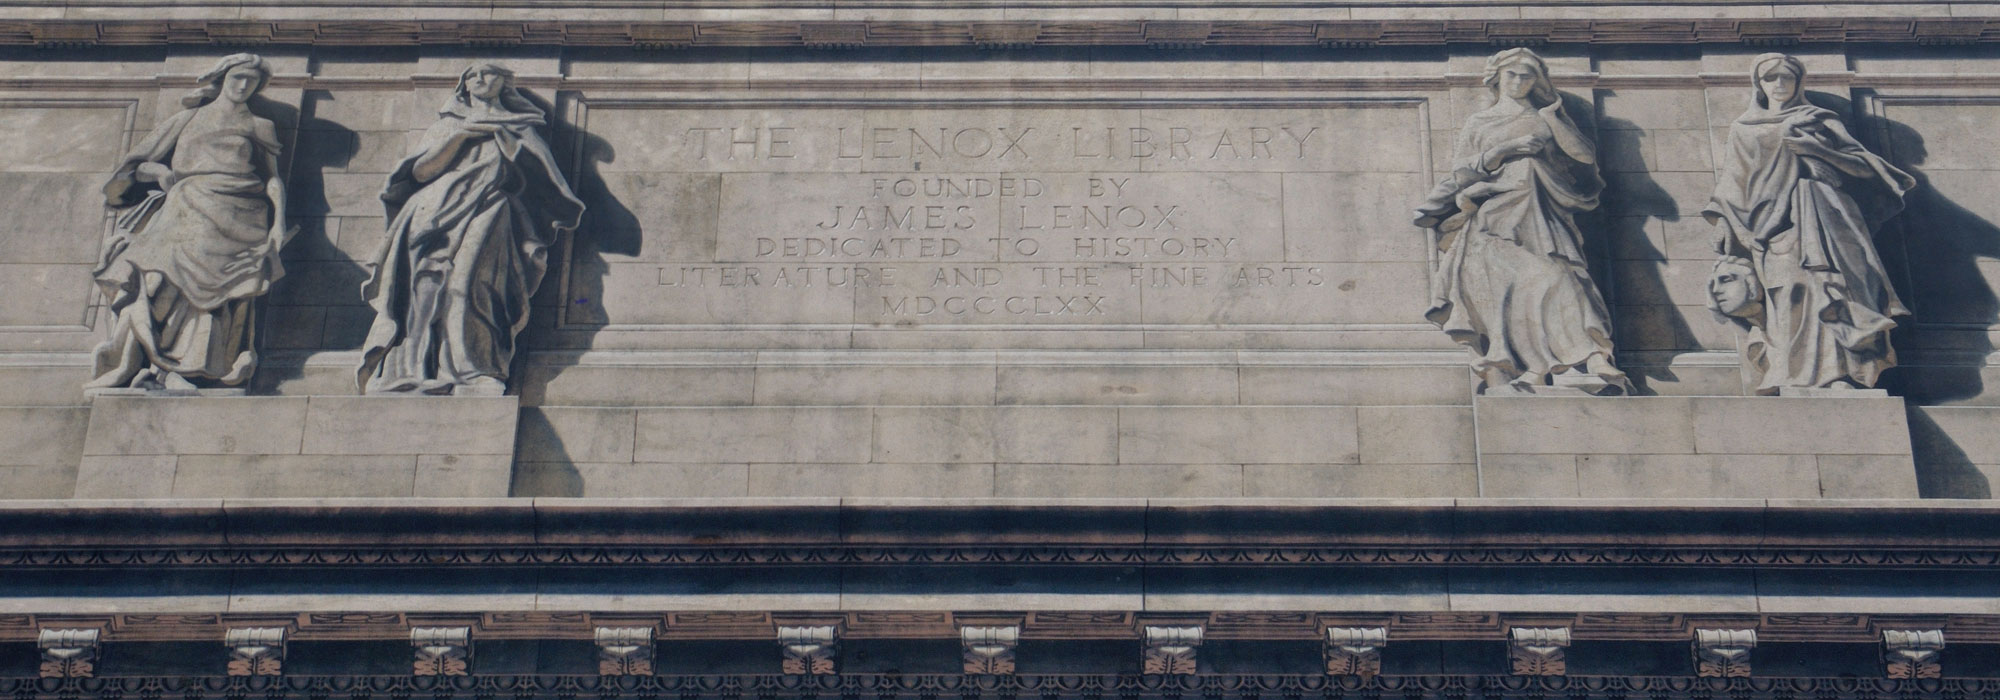 THE LENOX LIBRARY
FOUNDED BY
JAMES LENOX
DEDICATED TO HISTORY
LITERATURE AND THE FINE ARTS
MDCCCLXX